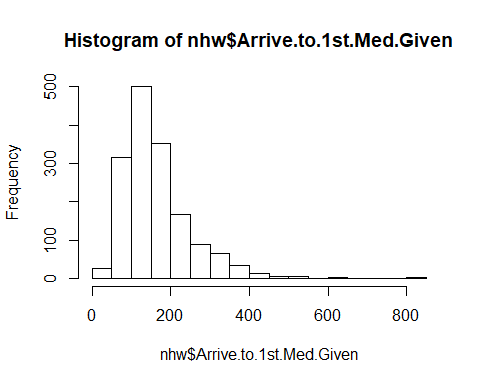 Histogram of nhw$Arrive.to.1st.Med.Given
Frequency
500
300
100
0
0 200 400 600 800
nhw$Arrive.to.1st.Med.Given